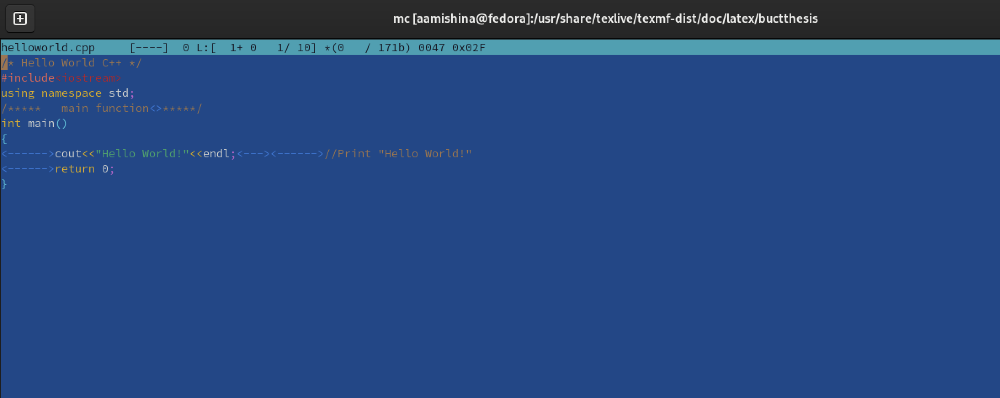 mc [aamishina@fedora]:/usr/share/texlive/texmf-dist/doc/latex/buctthesis
helloworld.cpp     [----]  0 L:[  1+ 0   1/ 10] *(0   / 171b) 0047 0x02F
/* Hello World C++ */
#include<iostream>
using namespace std;
/*****   main function<>*****/
int main()
{
<------>cout<<"Hello World!"<<endl;<---><------>//Print "Hello World!"
<------>return 0;
}